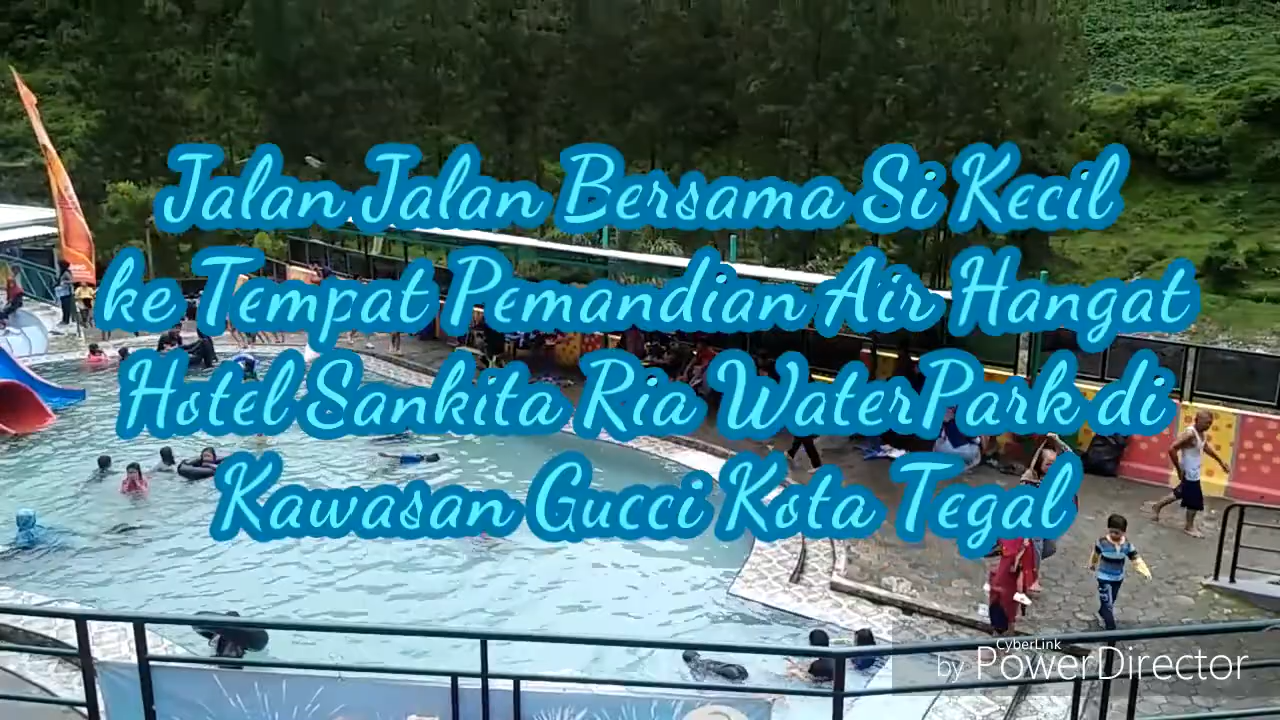 Jalan Jalan Bersama Si Kecil
ke Tempat Pemandian Air Hangat
Hotel Sankita Ria WaterPark di
Kawasan Gucci Kota Tegal
CyberLink
by PowerDirector